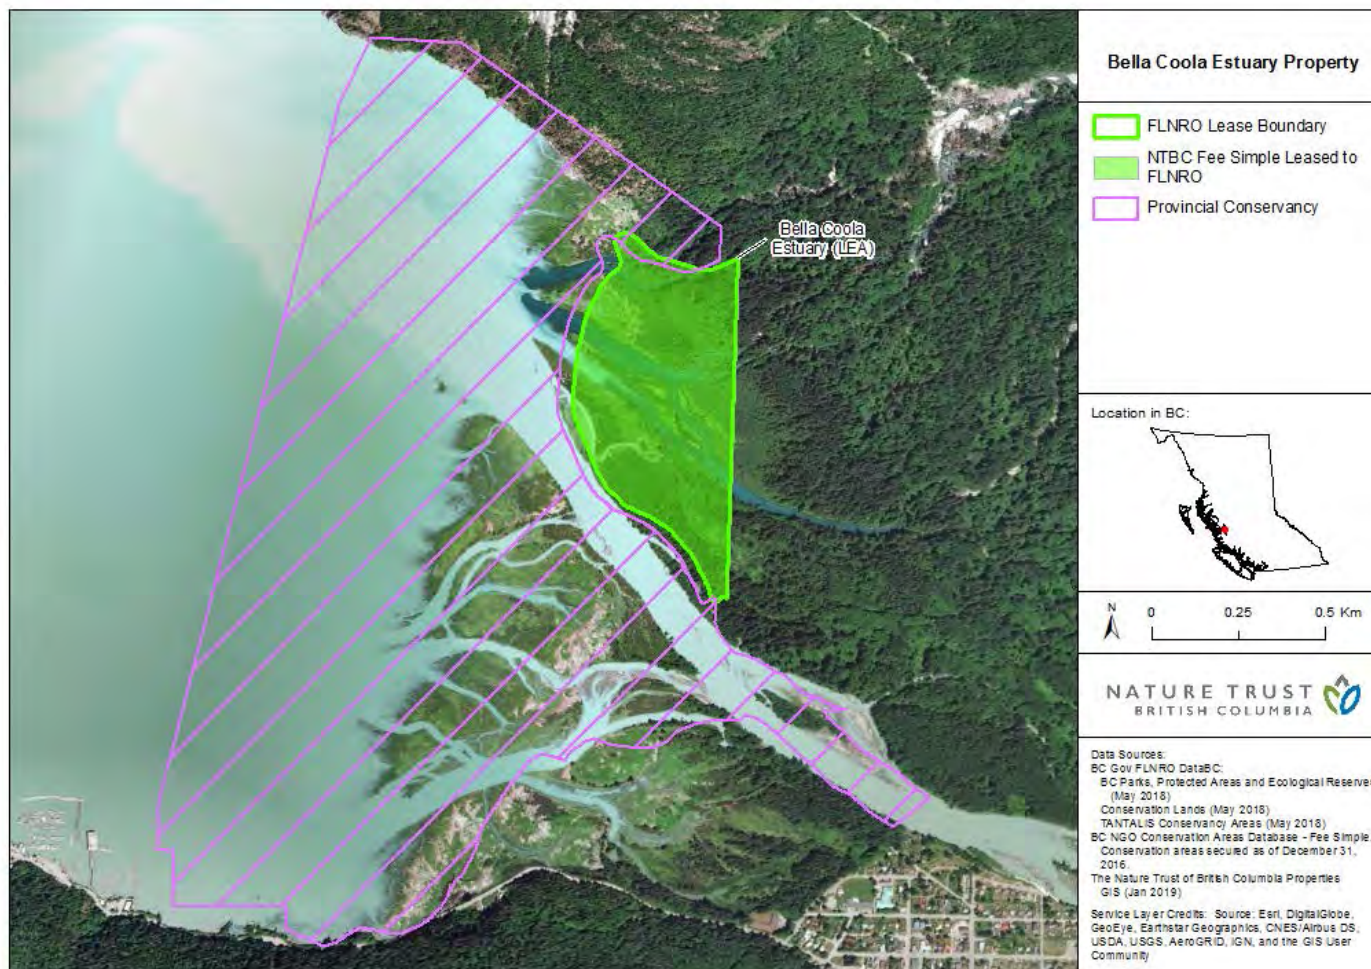 Bella Coola Estuary Property
FLNRO Lease Boundary
NTBC Fee Simple Leased to
FLNRO
Provincial Conservancy
Bella Coola
Estuary (LEA)
Location in BC:
N
0 0.25 0.5 Km
NATURE TRUST
BRITISH COLUMBIA
Data Sources:
BC Gov FLNRO DataBC:
BC Parks, Protected Areas and Ecological Reserve
(May 2018)
Conservation Lands (May 2018)
TANTALIS Conservancy Areas (May 2018)
BC NGO Conservation Areas Database - Fee Simple.
Conservation areas secured as of December 31,
2016.
The Nature Trust of British Columbia Properties
GIS (Jan 2019)
Service Layer Credits: Source: Esri, DigitalGlobe,
GeoEye, Earthstar Geographics, CNES/Airbus DS,
USDA, USGS, AeroGRID, IGN, and the GIS User
Community